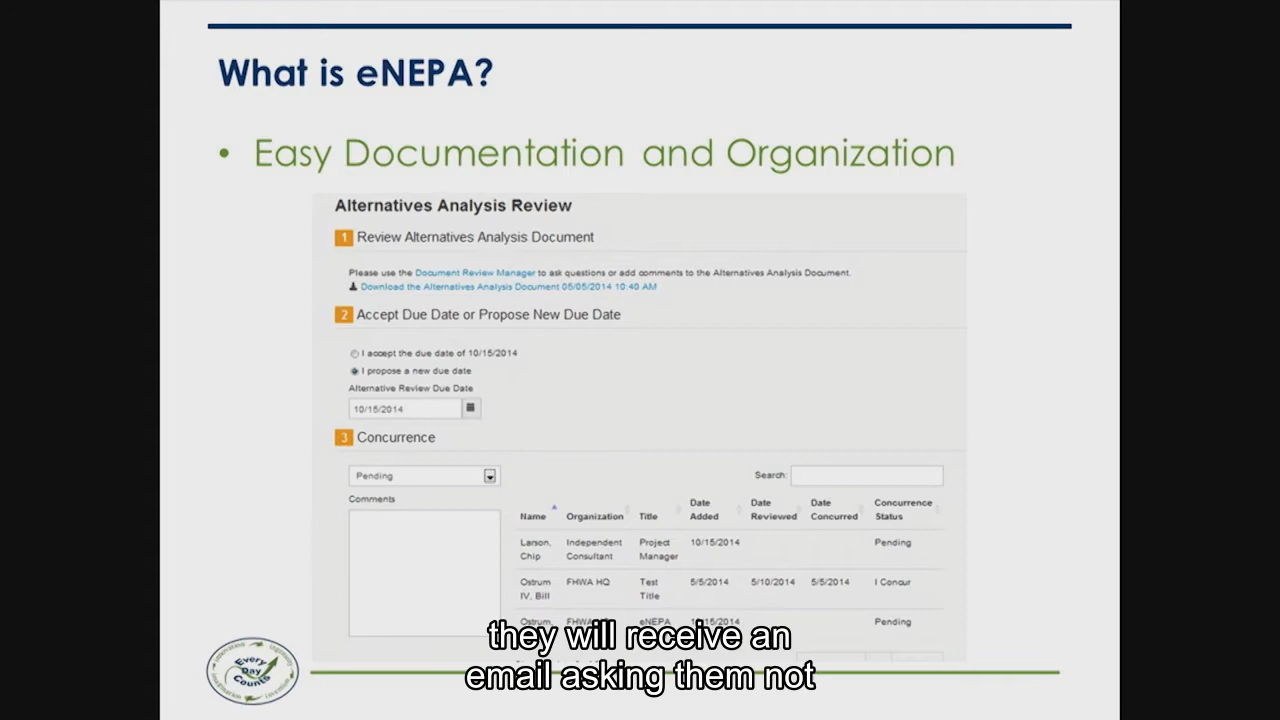 What is eNEPA?
• Easy Documentation and Organization
Alternatives Analysis Review
1 Review Alternatives Analysis Document
Please use the Document Review Manager to ask questions or add comments to the Alternatives Analysis Document.
Download the Alternatives Analysis Document 05/05/2014 10:40 AM
2 Accept Due Date or Propose New Due Date
I accept the due date of 10/15/2014
I propose a new due date
Alternative Review Due Date
10/15/2014
3 Concurrence
Pending
Search:
Comments
Name Organization Title Date Added Date Reviewed Date Concurred Concurrence Status
Larson, Chip Independent Consultant Project Manager 10/15/2014 Pending
Ostrum IV, Bill FHWA HQ Test Title 5/5/2014 5/10/2014 5/5/2014 I Concur
Ostrum, eNEPA Pending
they will receive an
email asking them not
Every
Day
Counts